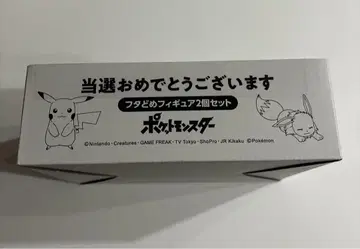 当選おめでとうございます
フタどめフィギュア2個セット
ポケットモンスター
©Nintendo・Creatures・GAME FREAK・TV Tokyo・ShoPro・JR Kikaku ©Pokémon